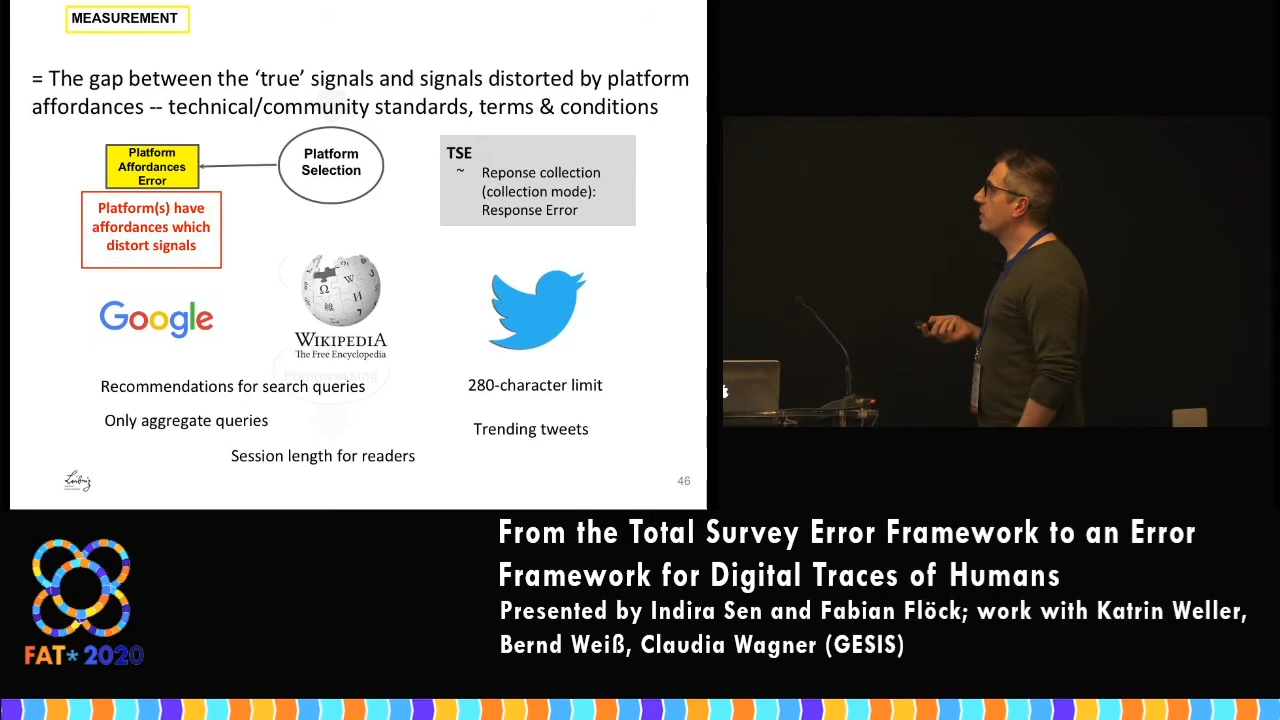 MEASUREMENT
= The gap between the ‘true’ signals and signals distorted by platform
affordances -- technical/community standards, terms & conditions
Platform
Affordances
Error
Platform
Selection
TSE
~ Reponse collection
(collection mode):
Response Error
Platform(s) have
affordances which
distort signals
Google
WIKIPEDIA
The Free Encyclopedia
Preprocessing
Recommendations for search queries
280-character limit
Only aggregate queries
Trending tweets
Session length for readers
Leibniz
46
From the Total Survey Error Framework to an Error
Framework for Digital Traces of Humans
Presented by Indira Sen and Fabian Flöck; work with Katrin Weller,
Bernd Weiß, Claudia Wagner (GESIS)
FAT* 2020